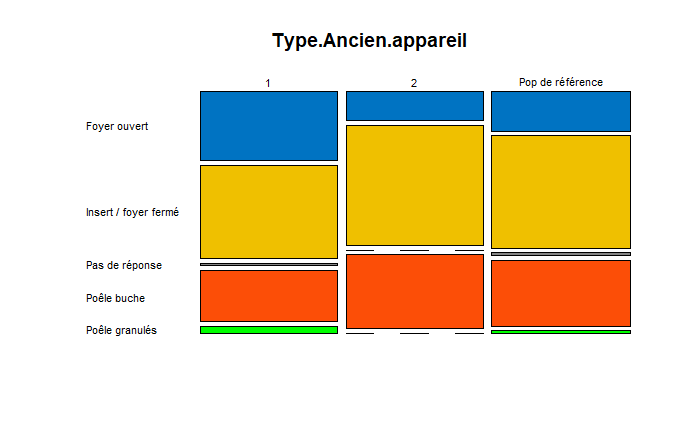 Type.Ancien.appareil
1
2
Pop de référence
Foyer ouvert
Insert / foyer fermé
Pas de réponse
Poêle buche
Poêle granulés